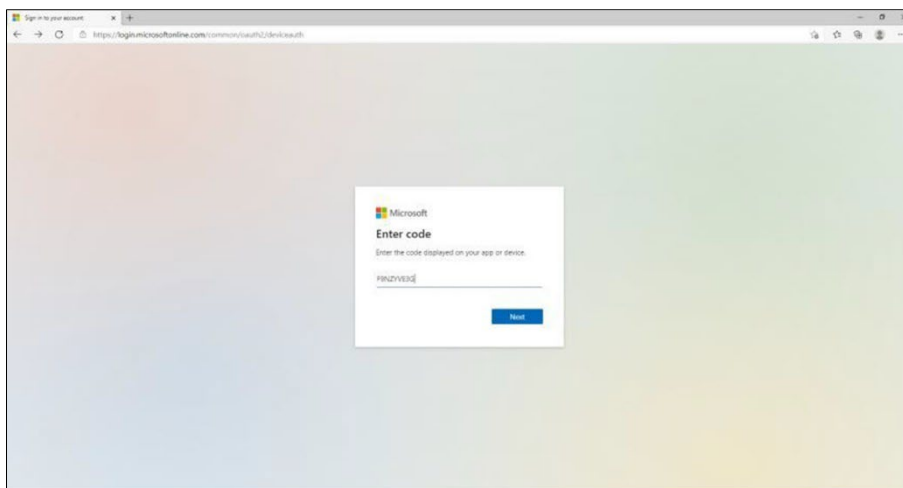 Sign in to your account
https://login.microsoftonline.com/common/oauth2/deviceauth
Microsoft
Enter code
Enter the code displayed on your app or device.
Next